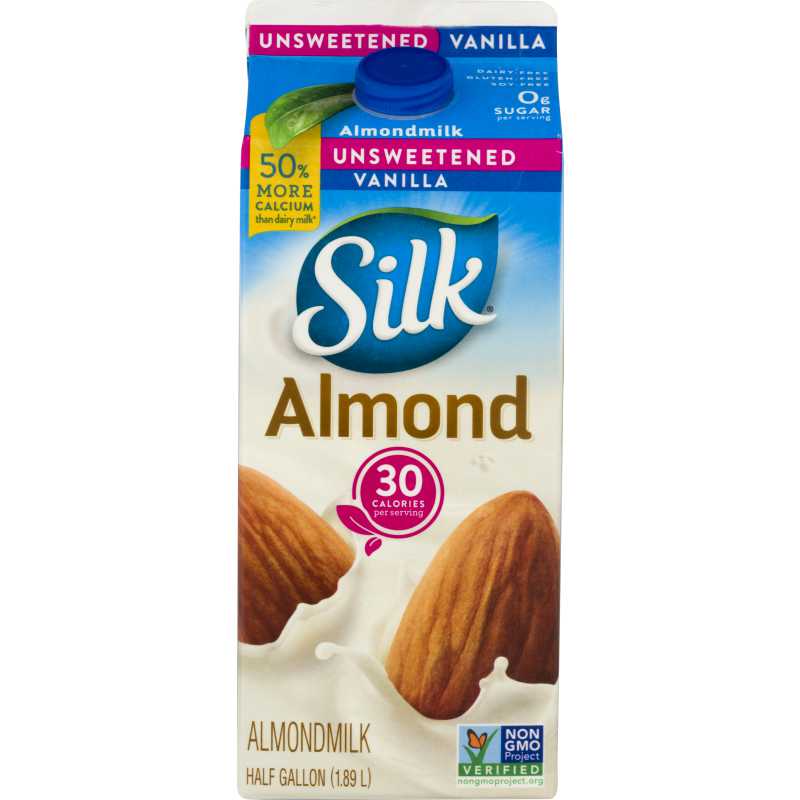 UNSWEETENED VANILLA
DAIRY-FREE
GLUTEN-FREE
SOY-FREE
0g
SUGAR
per serving
Almondmilk
UNSWEETENED
VANILLA
50%
MORE
CALCIUM
than dairy milk*
Silk®
Almond
30
CALORIES
per serving
ALMONDMILK
HALF GALLON (1.89 L)
NON
GMO
Project
VERIFIED
nongmoproject.org